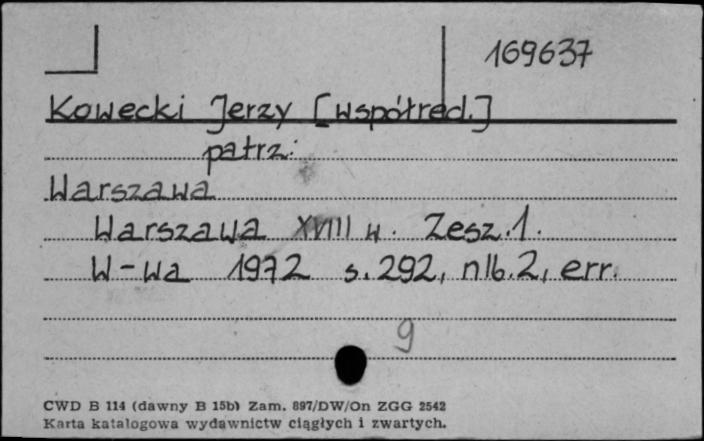 169637
Kowecki Jerzy [współred.]
patrz:
Warszawa
Warszawa XVIII w. Zesz.1.
W-wa 1972 s.292, nlb.2, err.
9
CWD B 114 (dawny B 15b) Zam. 897/DW/On ZGG 2542
Karta katalogowa wydawnictw ciągłych i zwartych.